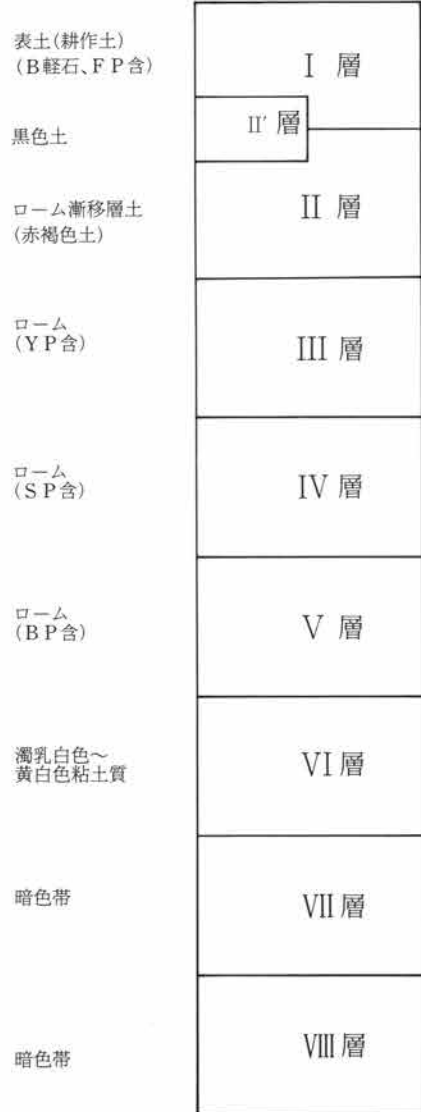 表土(耕作土)
(B軽石、FP含)
I 層
黒色土
II' 層
ローム漸移層土
(赤褐色土)
II 層
ローム
(YP含)
III 層
ローム
(SP含)
IV 層
ローム
(BP含)
V 層
濁乳白色〜
黄白色粘土質
VI 層
暗色帯
VII 層
暗色帯
VIII 層